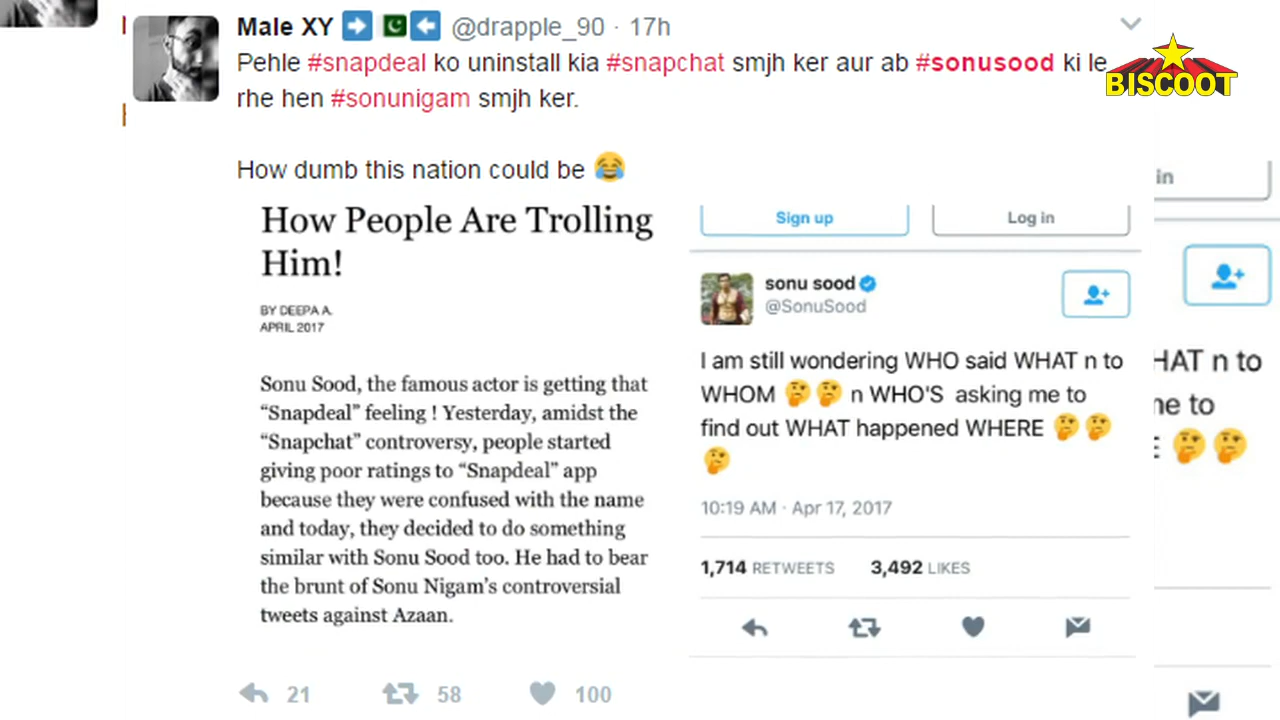 Male XY @drapple_90 · 17h
Pehle #snapdeal ko uninstall kia #snapchat smjh ker aur ab #sonusood ki le
rhe hen #sonunigam smjh ker.
BISCOOT
How dumb this nation could be 😂
How People Are Trolling
Him!
BY DEEPA A.
APRIL 2017
Sonu Sood, the famous actor is getting that
“Snapdeal” feeling ! Yesterday, amidst the
“Snapchat” controversy, people started
giving poor ratings to “Snapdeal” app
because they were confused with the name
and today, they decided to do something
similar with Sonu Sood too. He had to bear
the brunt of Sonu Nigam’s controversial
tweets against Azaan.
Sign up Log in
sonu sood
@SonuSood
I am still wondering WHO said WHAT n to
WHOM 🤔🤔 n WHO'S asking me to
find out WHAT happened WHERE 🤔🤔
🤔
10:19 AM · Apr 17, 2017
1,714 RETWEETS 3,492 LIKES
in
HAT n to
ne to
E 🤔🤔
21 58 100